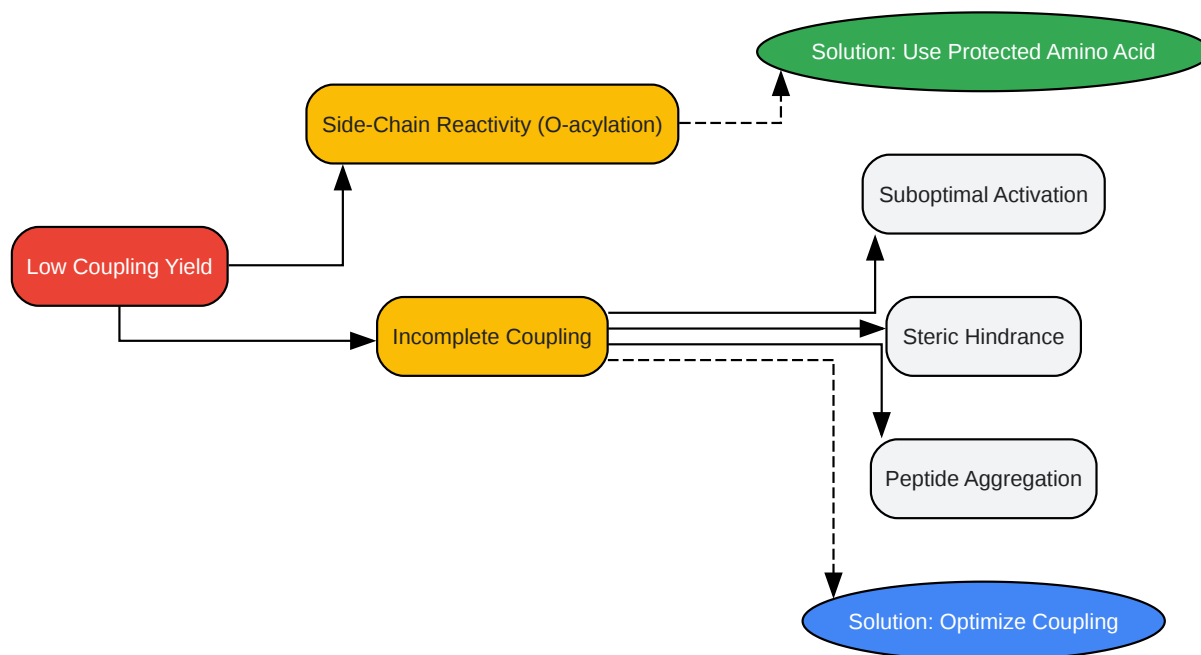 Solution: Use Protected Amino Acid
Side-Chain Reactivity (O-acylation)
Suboptimal Activation
Low Coupling Yield
Incomplete Coupling
Steric Hindrance
Peptide Aggregation
Solution: Optimize Coupling